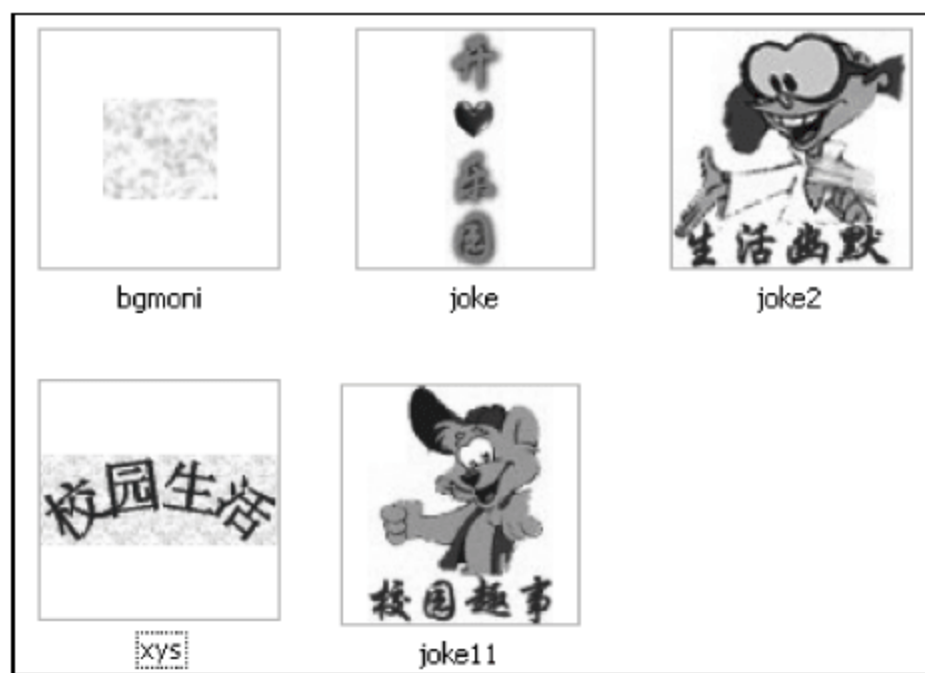 开
乐
园
生活幽默
bgmoni
joke
joke2
校园生活
校园趣事
xys
joke11